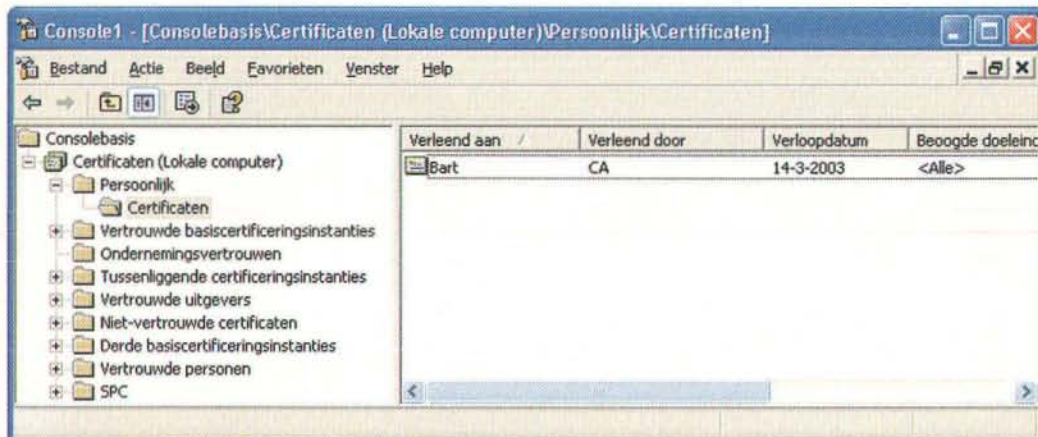 Console1 - [Consolebasis\Certificaten (Lokale computer)\Persoonlijk\Certificaten]
Bestand Actie Beeld Favorieten Venster Help
Consolebasis
Certificaten (Lokale computer)
Persoonlijk
Certificaten
Vertrouwde basiscertificeringsinstanties
Ondernemingsvertrouwen
Tussenliggende certificeringsinstanties
Vertrouwde uitgevers
Niet-vertrouwde certificaten
Derde basiscertificeringsinstanties
Vertrouwde personen
SPC
Verleend aan Verleend door Verloopdatum Beoogde doeleind
Bart CA 14-3-2003 <Alle>